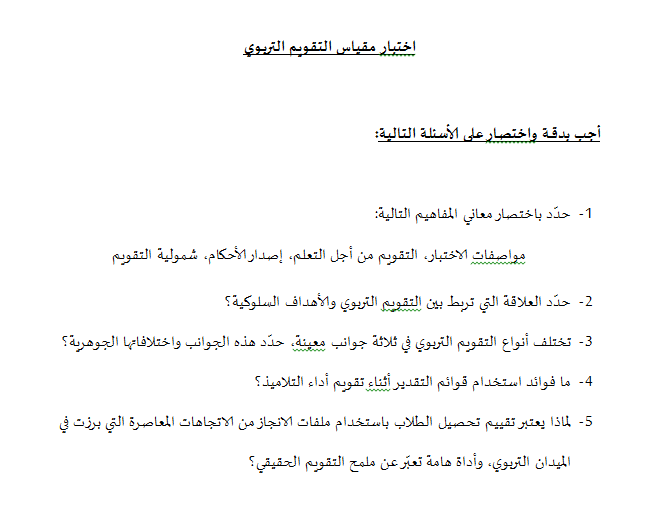 اختبار مقياس التقويم التربوي
أجب بدقة واختصار على الأسئلة التالية:
1- حدّد باختصار معاني المفاهيم التالية:
مواصفات الاختبار، التقويم من أجل التعلم، إصدار الأحكام، شمولية التقويم
2- حدّد العلاقة التي تربط بين التقويم التربوي والأهداف السلوكية؟
3- تختلف أنواع التقويم التربوي في ثلاثة جوانب معينة، حدّد هذه الجوانب واختلافاتها الجوهرية؟
4- ما فوائد استخدام قوائم التقدير أثناء تقويم أداء التلاميذ؟
5- لماذا يعتبر تقييم تحصيل الطلاب باستخدام ملفات الانجاز من الاتجاهات المعاصرة التي برزت في
الميدان التربوي، وأداة هامة تعبّر عن ملمح التقويم الحقيقي؟